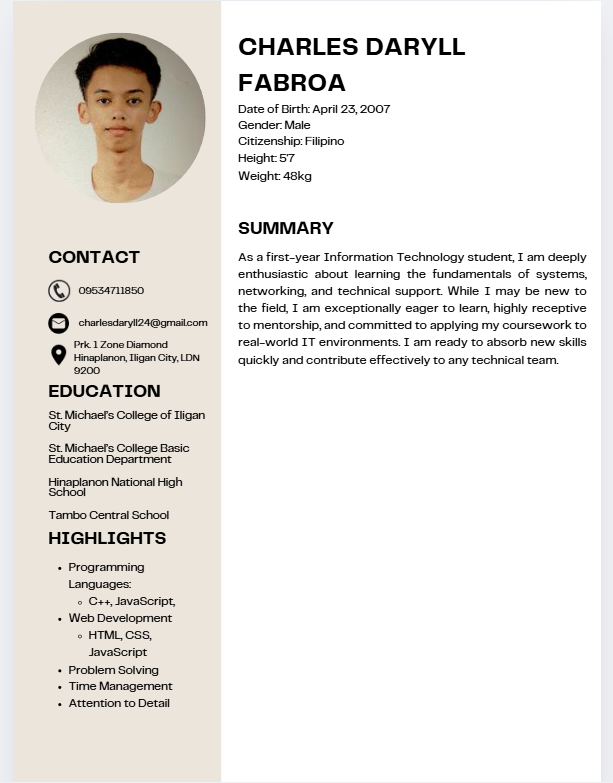 CHARLES DARYLL
FABROA
Date of Birth: April 23, 2007
Gender: Male
Citizenship: Filipino
Height: 5'7
Weight: 48kg
SUMMARY
As a first-year Information Technology student, I am deeply
enthusiastic about learning the fundamentals of systems,
networking, and technical support. While I may be new to
the field, I am exceptionally eager to learn, highly receptive
to mentorship, and committed to applying my coursework to
real-world IT environments. I am ready to absorb new skills
quickly and contribute effectively to any technical team.
CONTACT
09534711850
charlesdaryll24@gmail.com
Prk. 1 Zone Diamond
Hinaplanon, Iligan City, LDN
9200
EDUCATION
St. Michael's College of Iligan
City
St. Michael's College Basic
Education Department
Hinaplanon National High
School
Tambo Central School
HIGHLIGHTS
• Programming
Languages:
◦ C++, JavaScript,
• Web Development
◦ HTML, CSS,
JavaScript
• Problem Solving
• Time Management
• Attention to Detail